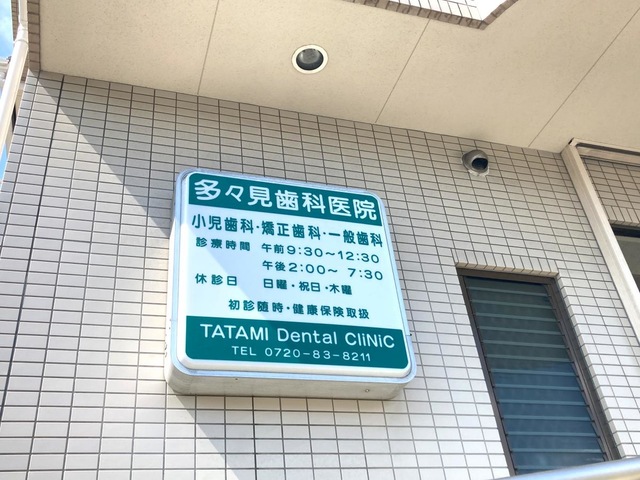 多々見歯科医院
小児歯科・矯正歯科・一般歯科
診療時間 午前9:30〜12:30
午後2:00〜 7:30
休診日 日曜・祝日・木曜
初診随時・健康保険取扱
TATAMI Dental CliNiC
TEL 0720-83-8211